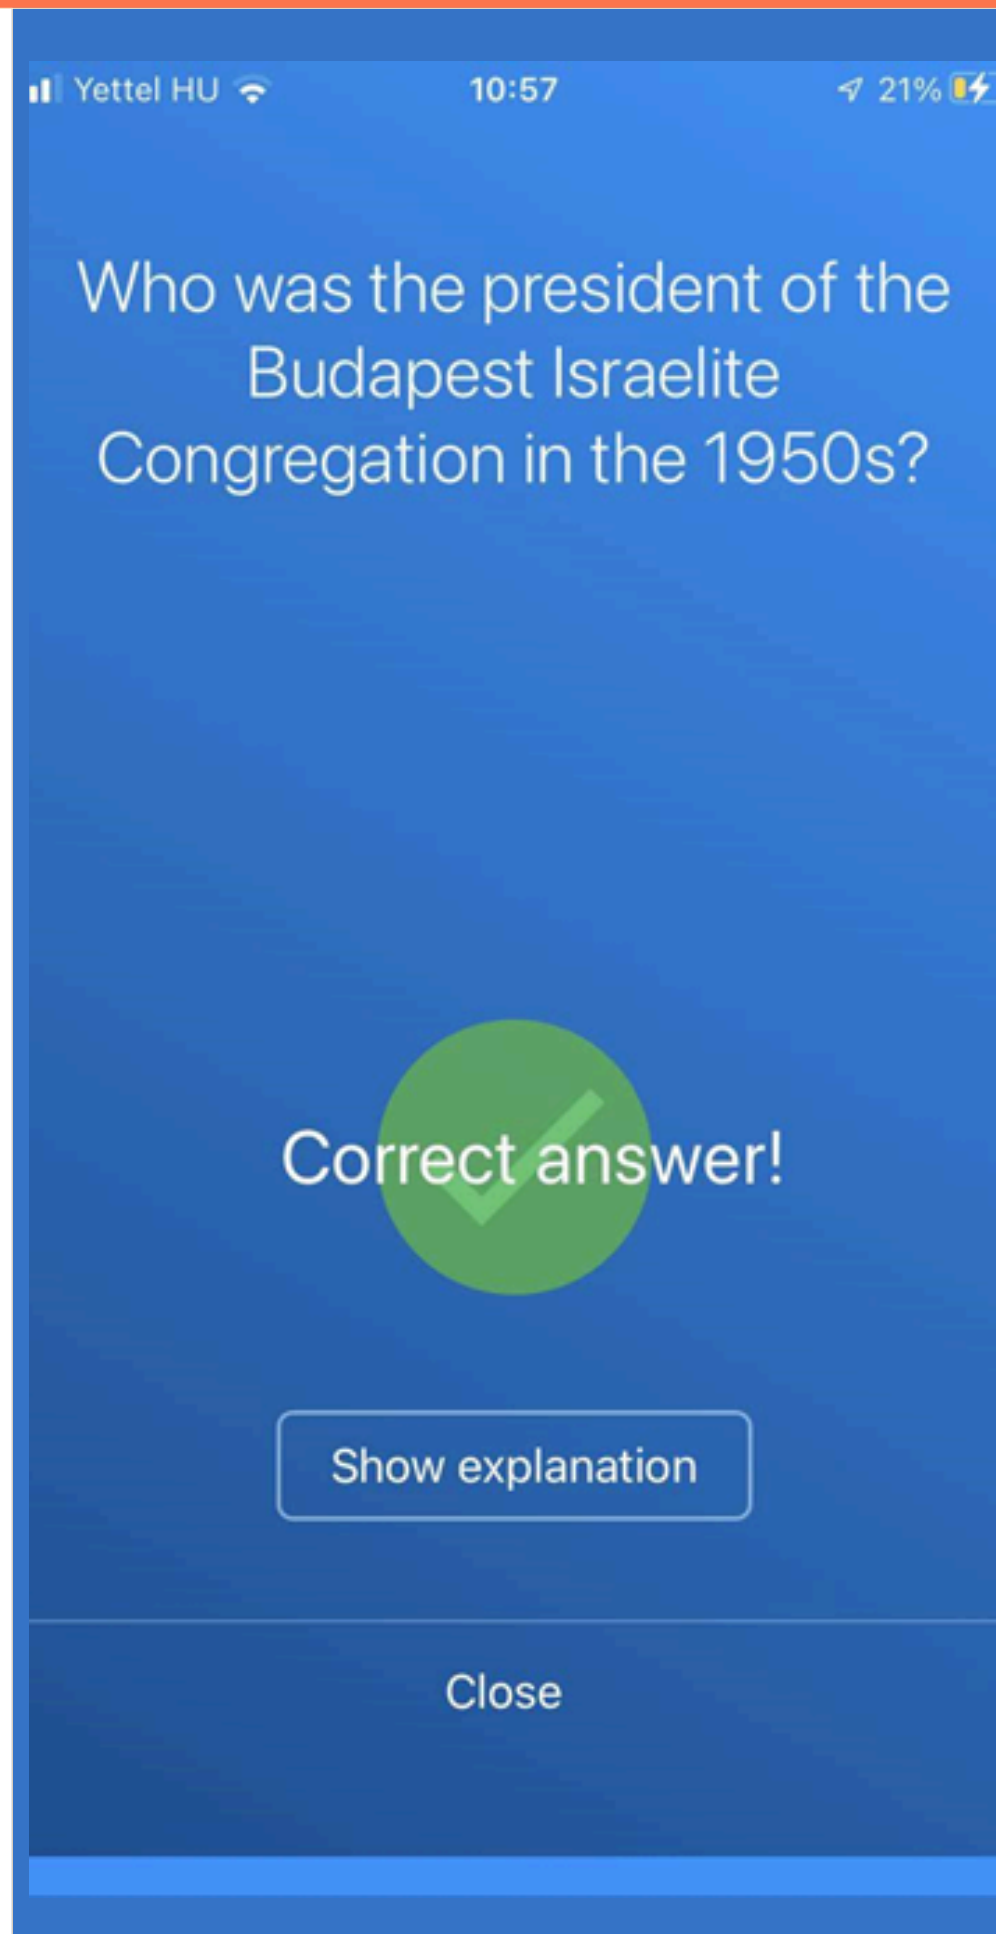 Yettel HU 10:57 21%
Who was the president of the
Budapest Israelite
Congregation in the 1950s?
Correct answer!
Show explanation
Close